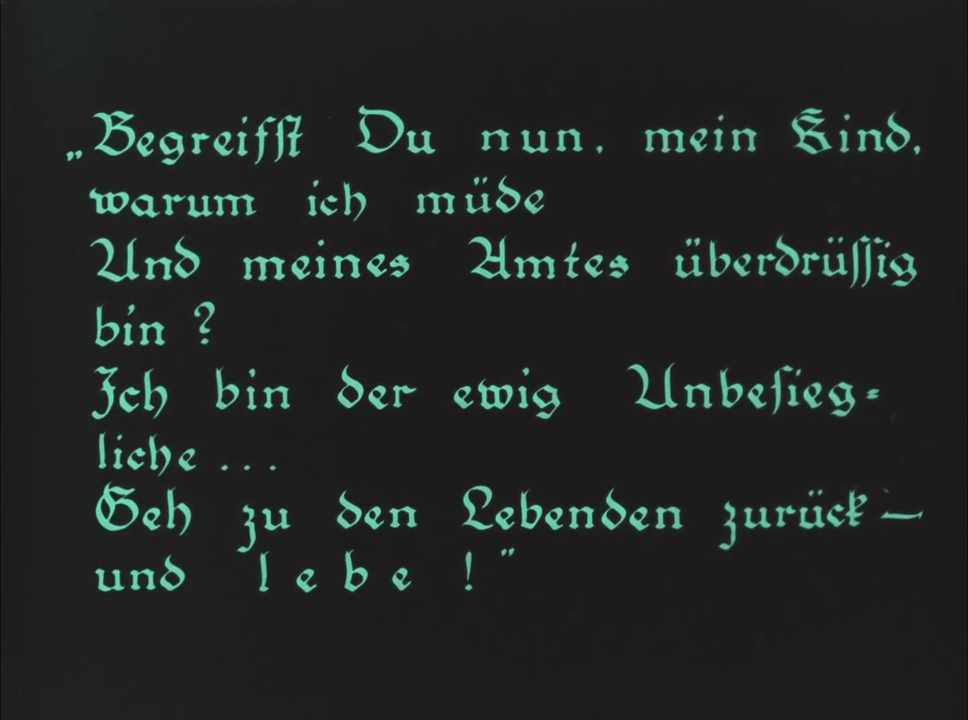 „Begreifſt Du nun, mein Kind,
warum ich müde
Und meines Amtes überdrüſſig
bin ?
Ich bin der ewig Unbeſieg=
liche ...
Geh zu den Lebenden zurück —
und lebe !"